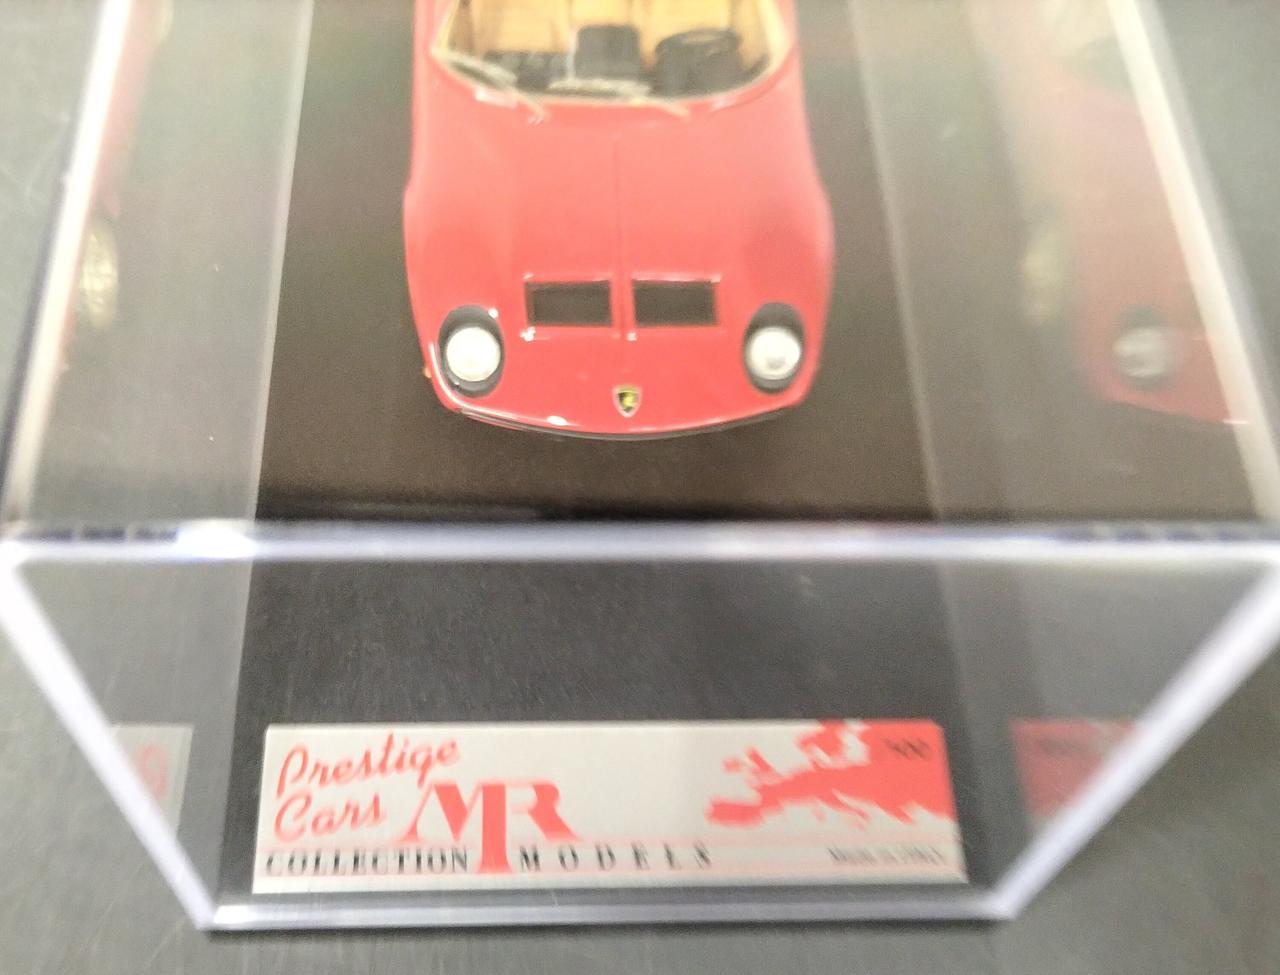 Prestige
Cars MR
COLLECTION MODELS
Made in ITALY